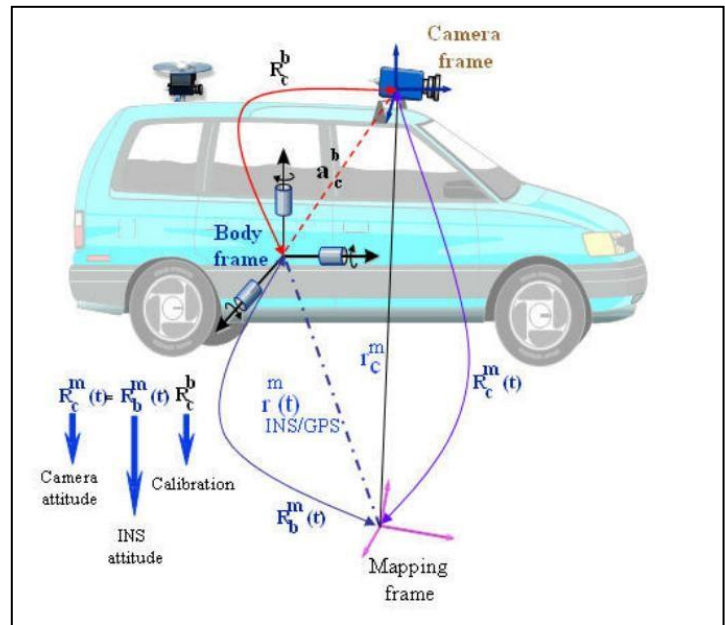 Camera
frame
R_c^b
a_c^b
Body
frame
r_c^m
R_c^m(t)
r^m(t)
INS/GPS
R_c^m(t)= R_b^m(t) R_c^b
Camera
attitude
Calibration
INS
attitude
R_b^m(t)
Mapping
frame